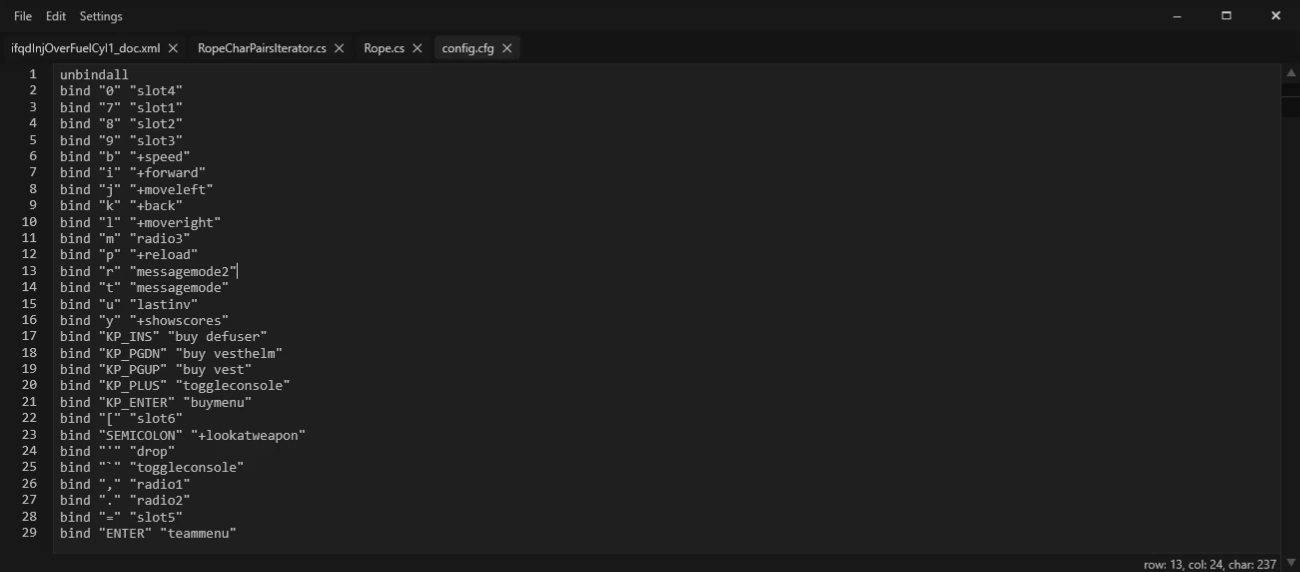 File Edit Settings
ifqdInjOverFuelCyl1_doc.xml RopeCharPairsIterator.cs Rope.cs config.cfg
1 unbindall
2 bind "0" "slot4"
3 bind "7" "slot1"
4 bind "8" "slot2"
5 bind "9" "slot3"
6 bind "b" "+speed"
7 bind "i" "+forward"
8 bind "j" "+moveleft"
9 bind "k" "+back"
10 bind "l" "+moveright"
11 bind "m" "radio3"
12 bind "p" "+reload"
13 bind "r" "messagemode2"
14 bind "t" "messagemode"
15 bind "u" "lastinv"
16 bind "y" "+showscores"
17 bind "KP_INS" "buy defuser"
18 bind "KP_PGDN" "buy vesthelm"
19 bind "KP_PGUP" "buy vest"
20 bind "KP_PLUS" "toggleconsole"
21 bind "KP_ENTER" "buymenu"
22 bind "[" "slot6"
23 bind "SEMICOLON" "+lookatweapon"
24 bind "'" "drop"
25 bind "`" "toggleconsole"
26 bind "," "radio1"
27 bind "." "radio2"
28 bind "=" "slot5"
29 bind "ENTER" "teammenu"
row: 13, col: 24, char: 237